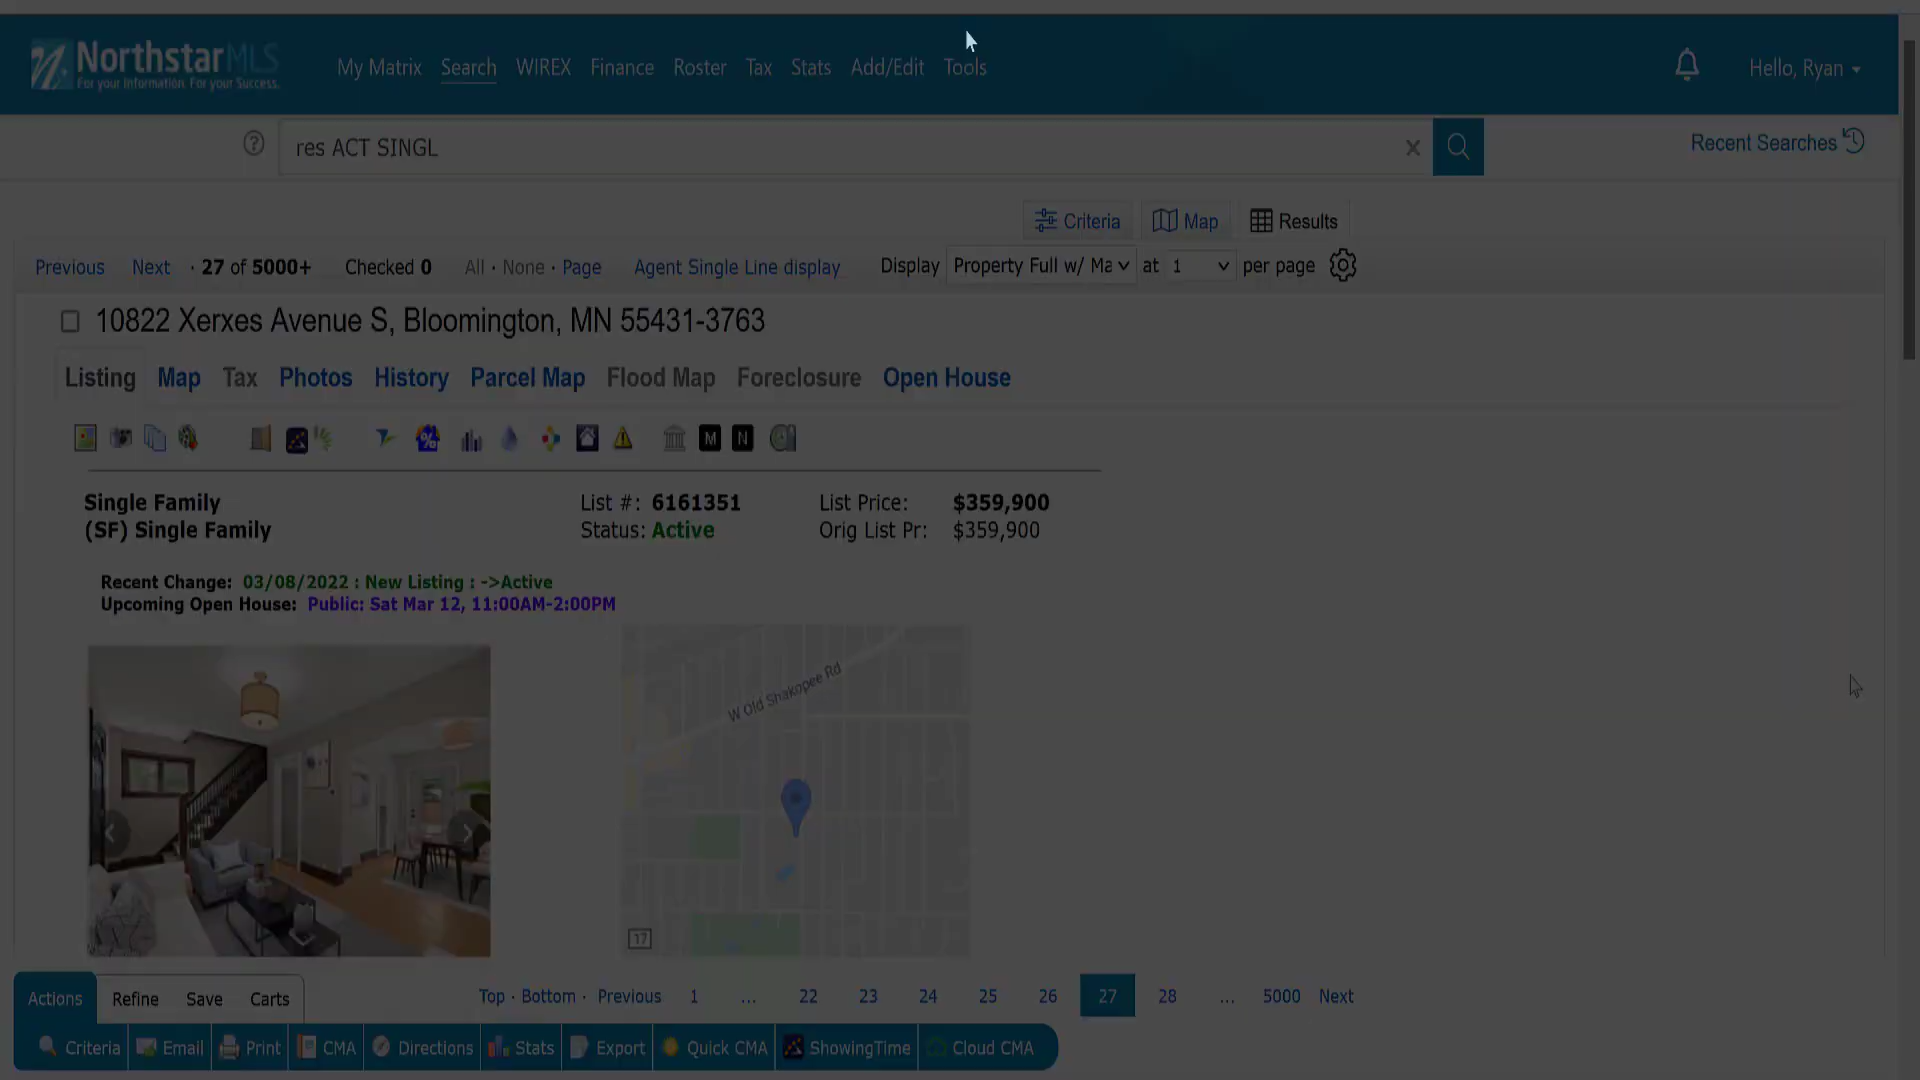 NorthstarMLS
For your Information. For your Success.
My Matrix Search WIREX Finance Roster Tax Stats Add/Edit Tools
Hello, Ryan
res ACT SINGL
Recent Searches
Criteria Map Results
Previous Next · 27 of 5000+ Checked 0 All · None · Page Agent Single Line display Display Property Full w/ Ma at 1 per page
10822 Xerxes Avenue S, Bloomington, MN 55431-3763
Listing Map Tax Photos History Parcel Map Flood Map Foreclosure Open House
M N
Single Family List #: 6161351 List Price: $359,900
(SF) Single Family Status: Active Orig List Pr: $359,900
Recent Change: 03/08/2022 : New Listing : ->Active
Upcoming Open House: Public: Sat Mar 12, 11:00AM-2:00PM
W Old Shakopee Rd
17
Actions Refine Save Carts Top · Bottom · Previous 1 ... 22 23 24 25 26 27 28 ... 5000 Next
Criteria Email Print CMA Directions Stats Export Quick CMA ShowingTime Cloud CMA